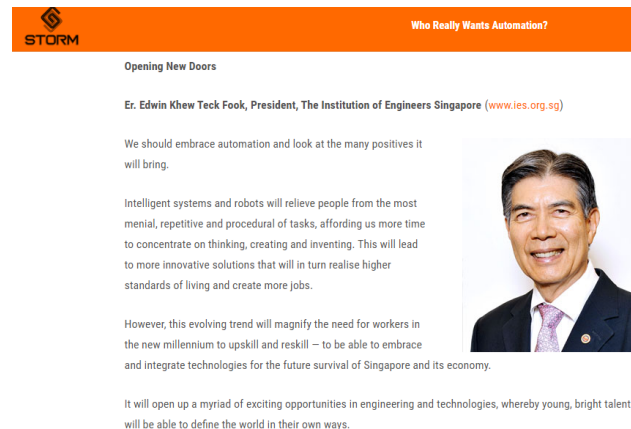 STORM
Who Really Wants Automation?
Opening New Doors
Er. Edwin Khew Teck Fook, President, The Institution of Engineers Singapore (www.ies.org.sg)
We should embrace automation and look at the many positives it
will bring.
Intelligent systems and robots will relieve people from the most
menial, repetitive and procedural of tasks, affording us more time
to concentrate on thinking, creating and inventing. This will lead
to more innovative solutions that will in turn realise higher
standards of living and create more jobs.
However, this evolving trend will magnify the need for workers in
the new millennium to upskill and reskill — to be able to embrace
and integrate technologies for the future survival of Singapore and its economy.
It will open up a myriad of exciting opportunities in engineering and technologies, whereby young, bright talent
will be able to define the world in their own ways.